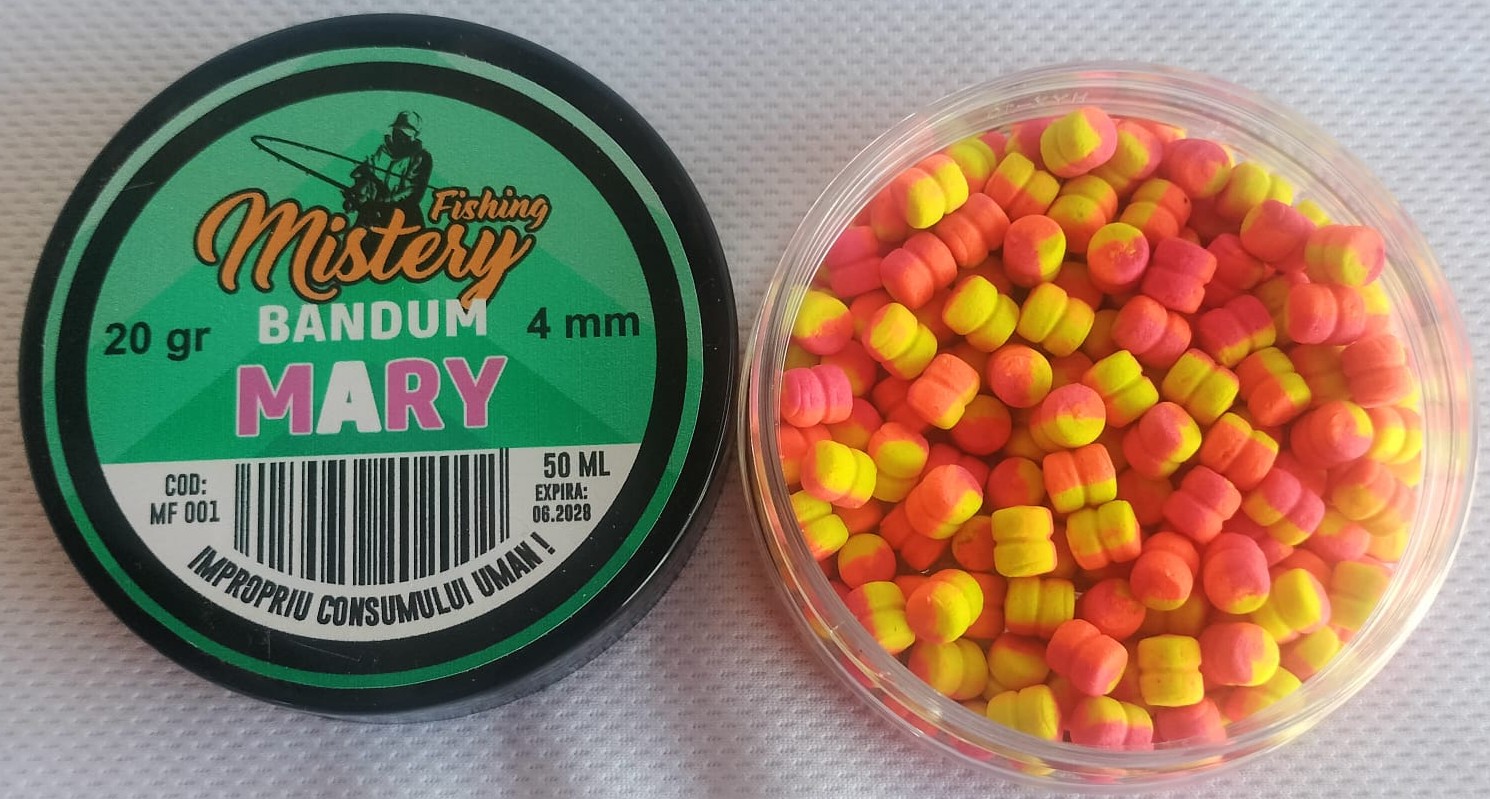 Fishing
Mistery
BANDUM
20 gr
4 mm
MARY
COD:
MF 001
50 ML
EXPIRA:
06.2028
IMPROPRIU CONSUMULUI UMAN !